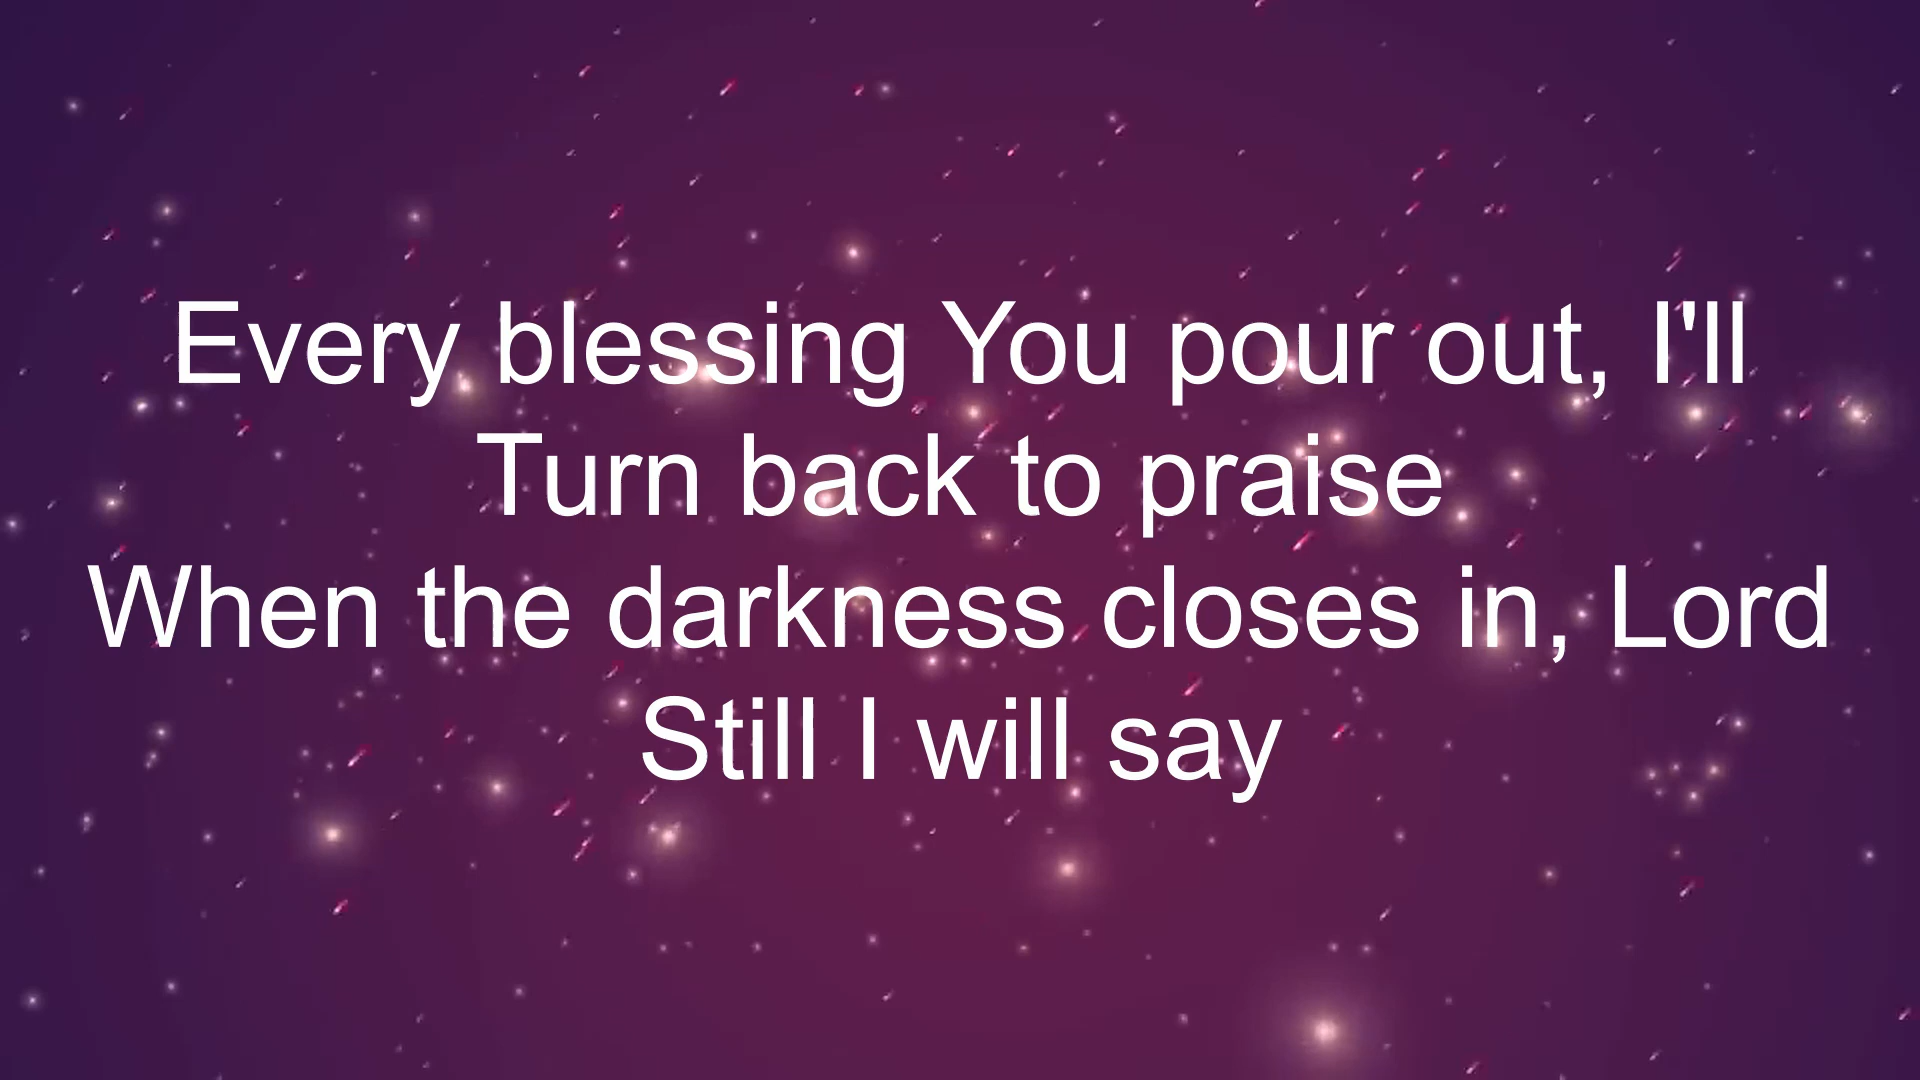 Every blessing You pour out, I'll
Turn back to praise
When the darkness closes in, Lord
Still I will say